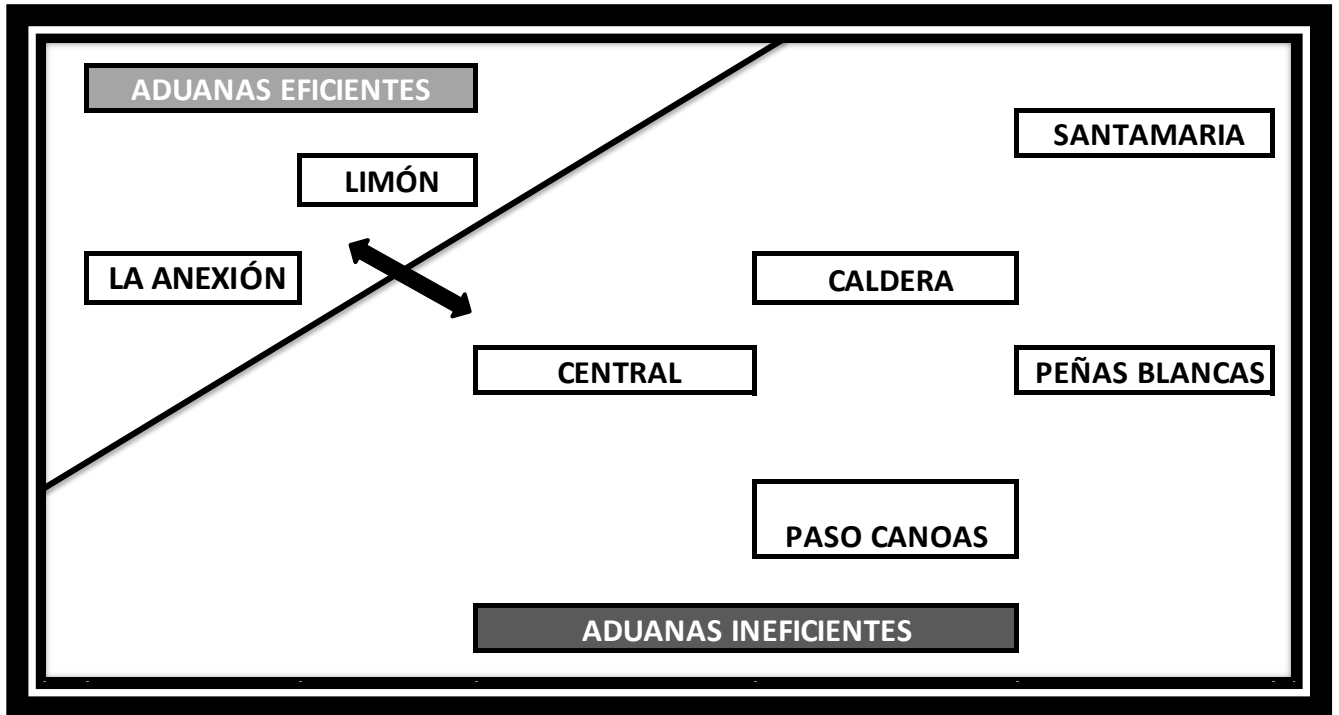 ADUANAS EFICIENTES
SANTAMARIA
LIMÓN
LA ANEXIÓN
CALDERA
CENTRAL
PEÑAS BLANCAS
PASO CANOAS
ADUANAS INEFICIENTES